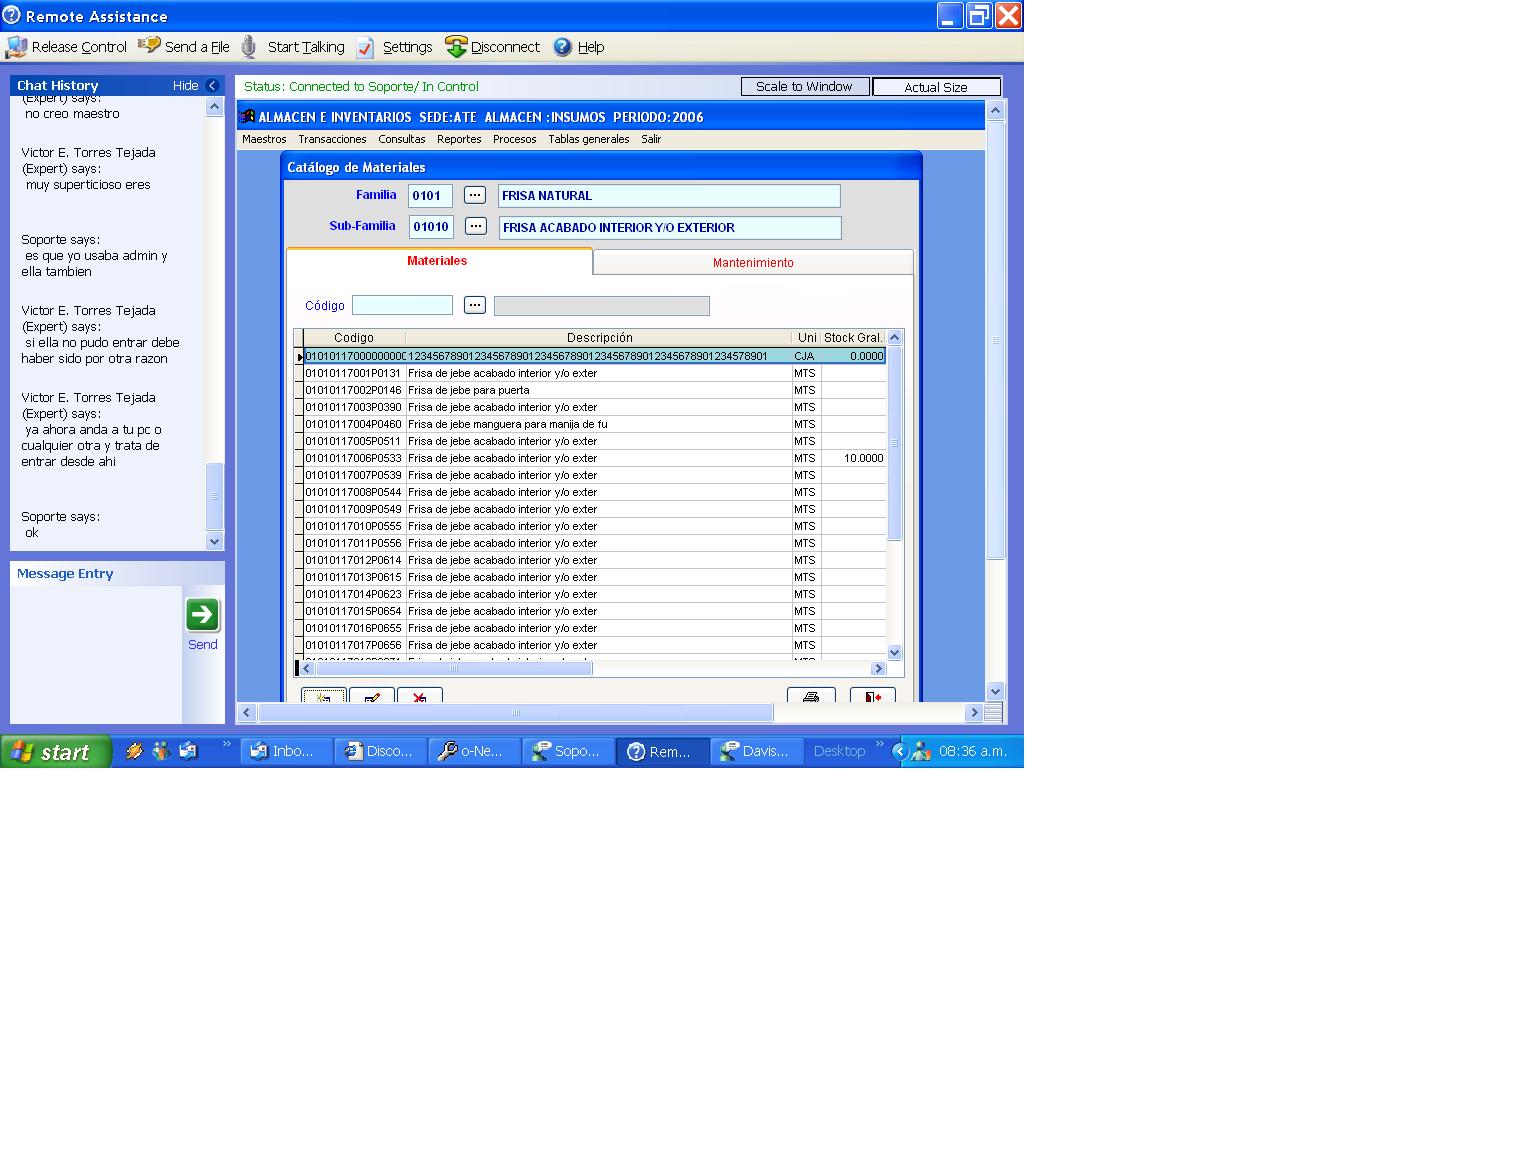 Remote Assistance
Release Control
Send a File
Start Talking
Settings
Disconnect
Help
Chat History
Hide
(Expert) says:
no creo maestro
Victor E. Torres Tejada
(Expert) says:
muy superticioso eres
Soporte says:
es que yo usaba admin y
ella tambien
Victor E. Torres Tejada
(Expert) says:
si ella no pudo entrar debe
haber sido por otra razon
Victor E. Torres Tejada
(Expert) says:
ya ahora anda a tu pc o
cualquier otra y trata de
entrar desde ahi
Soporte says:
ok
Message Entry
Send
Status: Connected to Soporte/ In Control
Scale to Window
Actual Size
ALMACEN E INVENTARIOS SEDE:ATE ALMACEN :INSUMOS PERIODO:2006
Maestros Transacciones Consultas Reportes Procesos Tablas generales Salir
Catálogo de Materiales
Familia 0101 ... FRISA NATURAL
Sub-Familia 01010 ... FRISA ACABADO INTERIOR Y/O EXTERIOR
Materiales Mantenimiento
Código ...
Codigo Descripción Uni Stock Gral.
01010117000000000 123456789012345678901234567890123456789012345678901234578901 CJA 0.0000
01010117001P0131 Frisa de jebe acabado interior y/o exter MTS
01010117002P0146 Frisa de jebe para puerta MTS
01010117003P0390 Frisa de jebe acabado interior y/o exter MTS
01010117004P0460 Frisa de jebe manguera para manija de fu MTS
01010117005P0511 Frisa de jebe acabado interior y/o exter MTS
01010117006P0533 Frisa de jebe acabado interior y/o exter MTS 10.0000
01010117007P0539 Frisa de jebe acabado interior y/o exter MTS
01010117008P0544 Frisa de jebe acabado interior y/o exter MTS
01010117009P0549 Frisa de jebe acabado interior y/o exter MTS
01010117010P0555 Frisa de jebe acabado interior y/o exter MTS
01010117011P0556 Frisa de jebe acabado interior y/o exter MTS
01010117012P0614 Frisa de jebe acabado interior y/o exter MTS
01010117013P0615 Frisa de jebe acabado interior y/o exter MTS
01010117014P0623 Frisa de jebe acabado interior y/o exter MTS
01010117015P0654 Frisa de jebe acabado interior y/o exter MTS
01010117016P0655 Frisa de jebe acabado interior y/o exter MTS
01010117017P0656 Frisa de jebe acabado interior y/o exter MTS
start
Inbo...
Disco...
o-Ne...
Sopo...
Rem...
Davis...
Desktop
08:36 a.m.